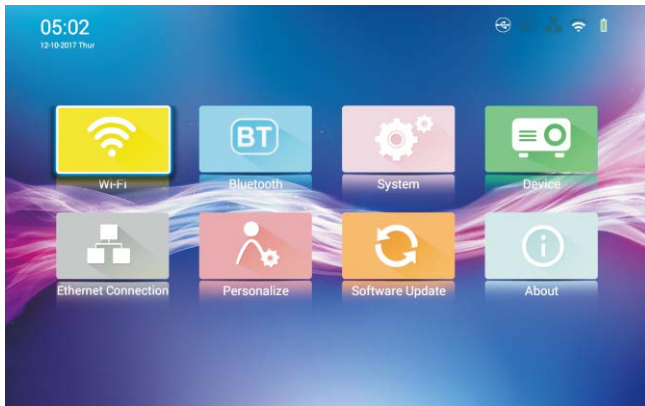 05:02
12-10-2017 Thur
BT
Wi-Fi
Bluetooth
System
Device
Ethernet Connection
Personalize
Software Update
About